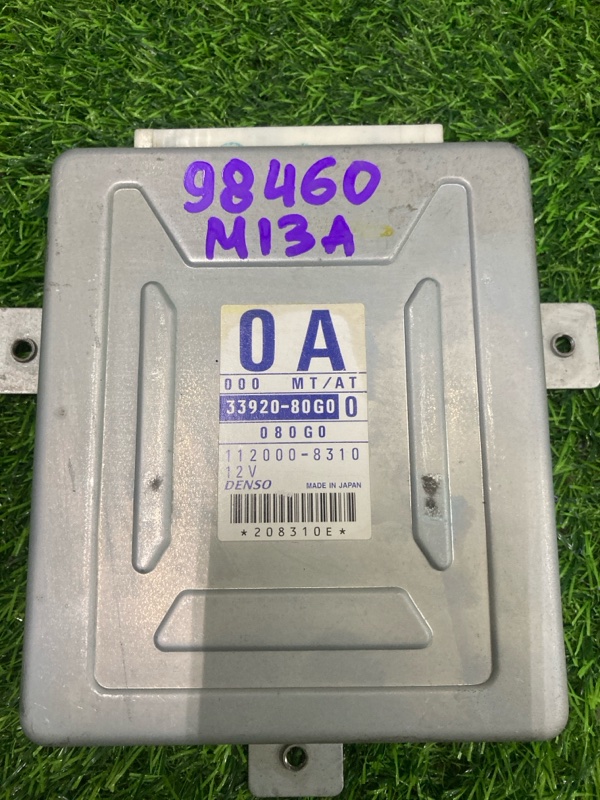 98460
M13A
0A
000 MT/AT
33920-80G0 0
080G0
112000-8310
12V
DENSO MADE IN JAPAN
*208310E*